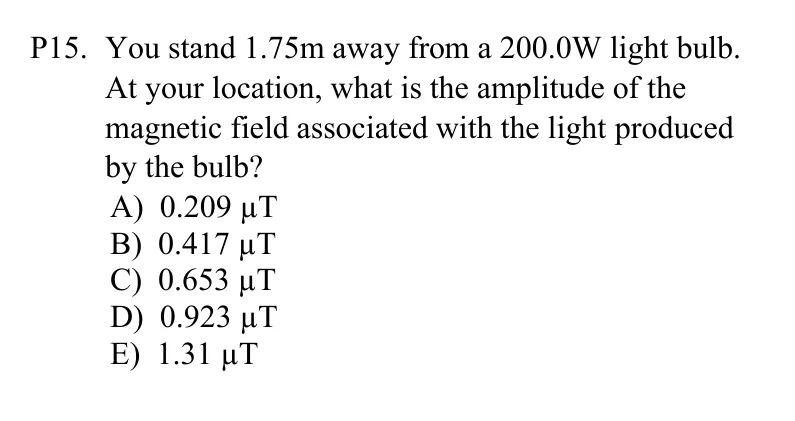 P15. You stand 1.75m away from a 200.0W light bulb.
At your location, what is the amplitude of the
magnetic field associated with the light produced
by the bulb?
A) 0.209 μT
B) 0.417 μT
C) 0.653 μT
D) 0.923 μT
E) 1.31 μT